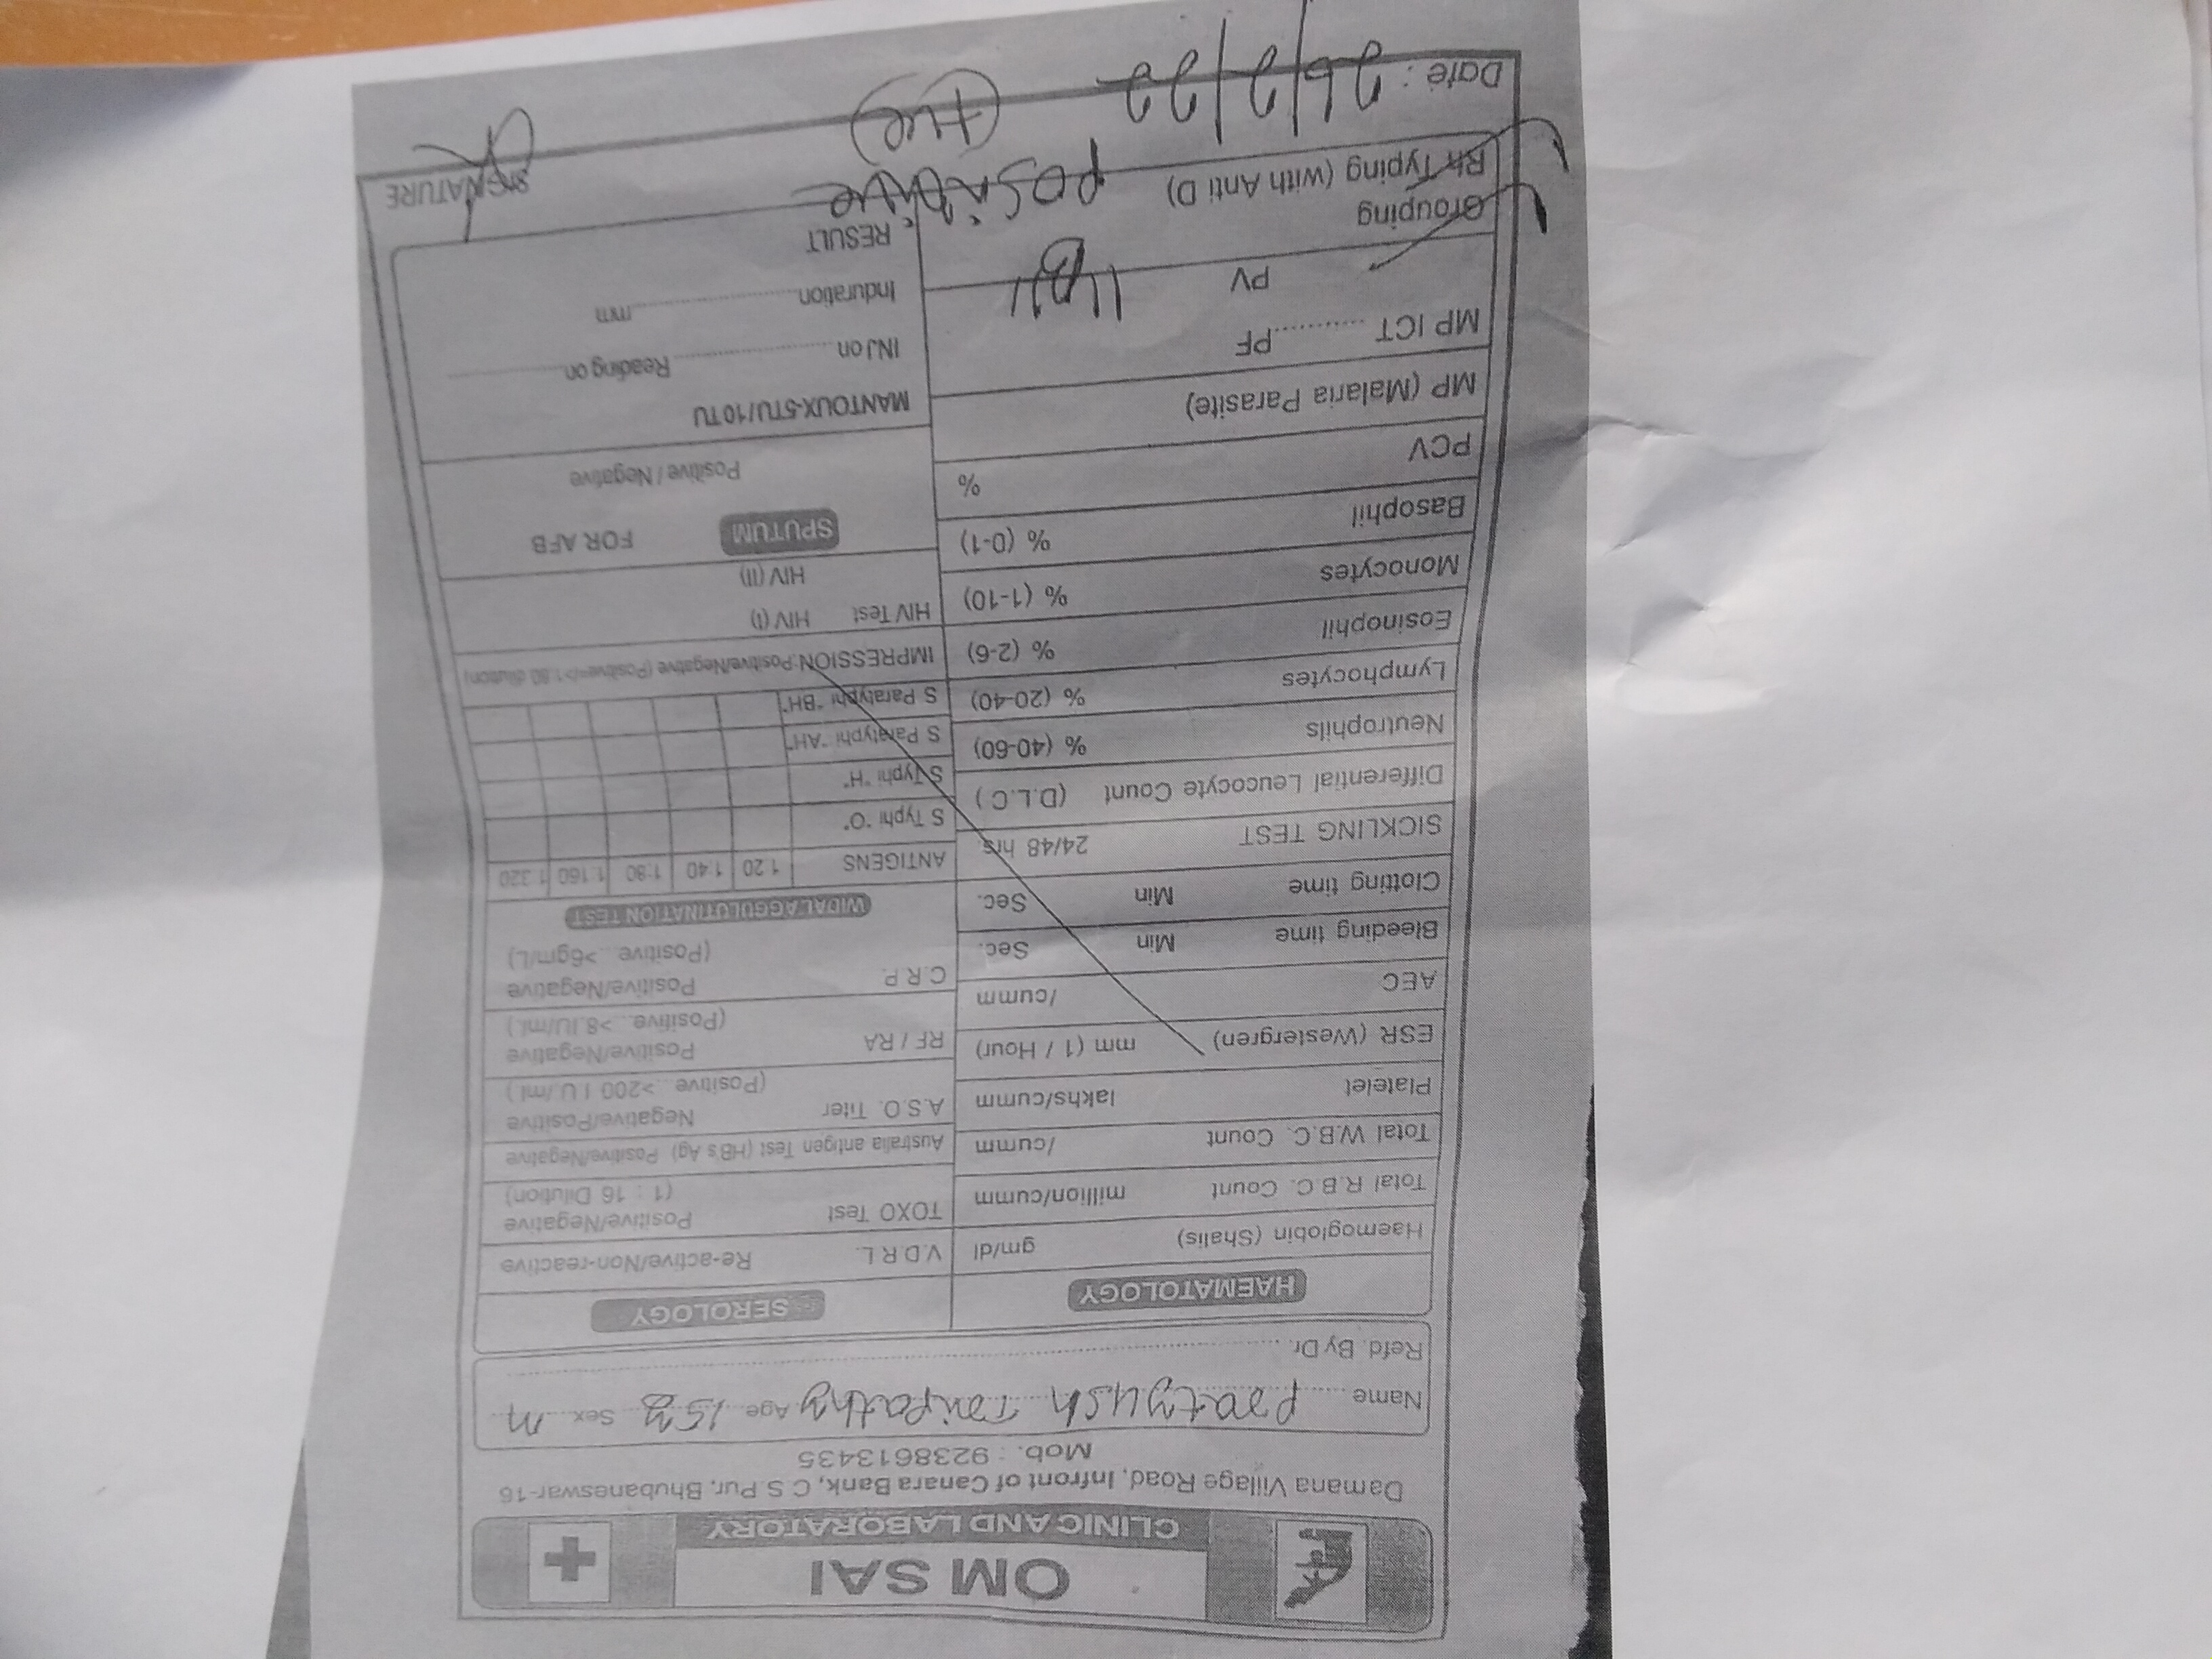 OM SAI
CLINIC AND LABORATORY
Damana Village Road, Infront of Canara Bank, C.S.Pur, Bhubaneswar-16
Mob. : 9238613435
Name Pratyush Tripathy Age 15y Sex M
Refd. By Dr.
HAEMATOLOGY
Haemoglobin (Shalis) gm/dl
Total R.B.C. Count million/cumm
Total W.B.C. Count /cumm
Platelet lakhs/cumm
ESR (Westergren) mm (1 / Hour)
AEC /cumm
Bleeding time Min Sec.
Clotting time Min Sec.
SICKLING TEST 24/48 hrs.
Differential Leucocyte Count (D.L.C)
Neutrophils % (40-60)
Lymphocytes % (20-40)
Eosinophil % (2-6)
Monocytes % (1-10)
Basophil % (0-1)
PCV %
MP (Malaria Parasite)
MP ICT PF
PV
Grouping "B"
Rh Typing (with Anti D) positive
(+ve)
Date : 26/2/22
SEROLOGY
V.D.R.L. Re-active/Non-reactive
TOXO Test Positive/Negative
(1 : 16 Dilution)
Australia antigen Test (HB's Ag) Positive/Negative
A.S.O. Titer Negative/Positive
(Positive >200 I.U./ml.)
RF / RA Positive/Negative
(Positive >8.IU/ml.)
C.R.P. Positive/Negative
(Positive >6gm/L)
WIDAL AGGULUTINATION TEST
ANTIGENS 1:20 1:40 1:80 1:160 1:320
S Typhi "O"
S Typhi "H"
S Paratyphi "AH"
S Paratyphi "BH"
IMPRESSION:Positive/Negative (Positive=/>1:80 dilution)
HIV Test HIV (I)
HIV (II)
SPUTUM FOR AFB
Positive / Negative
MANTOUX-5TU/10 TU
INJ on Reading on
Induration mm
RESULT
SIGNATURE